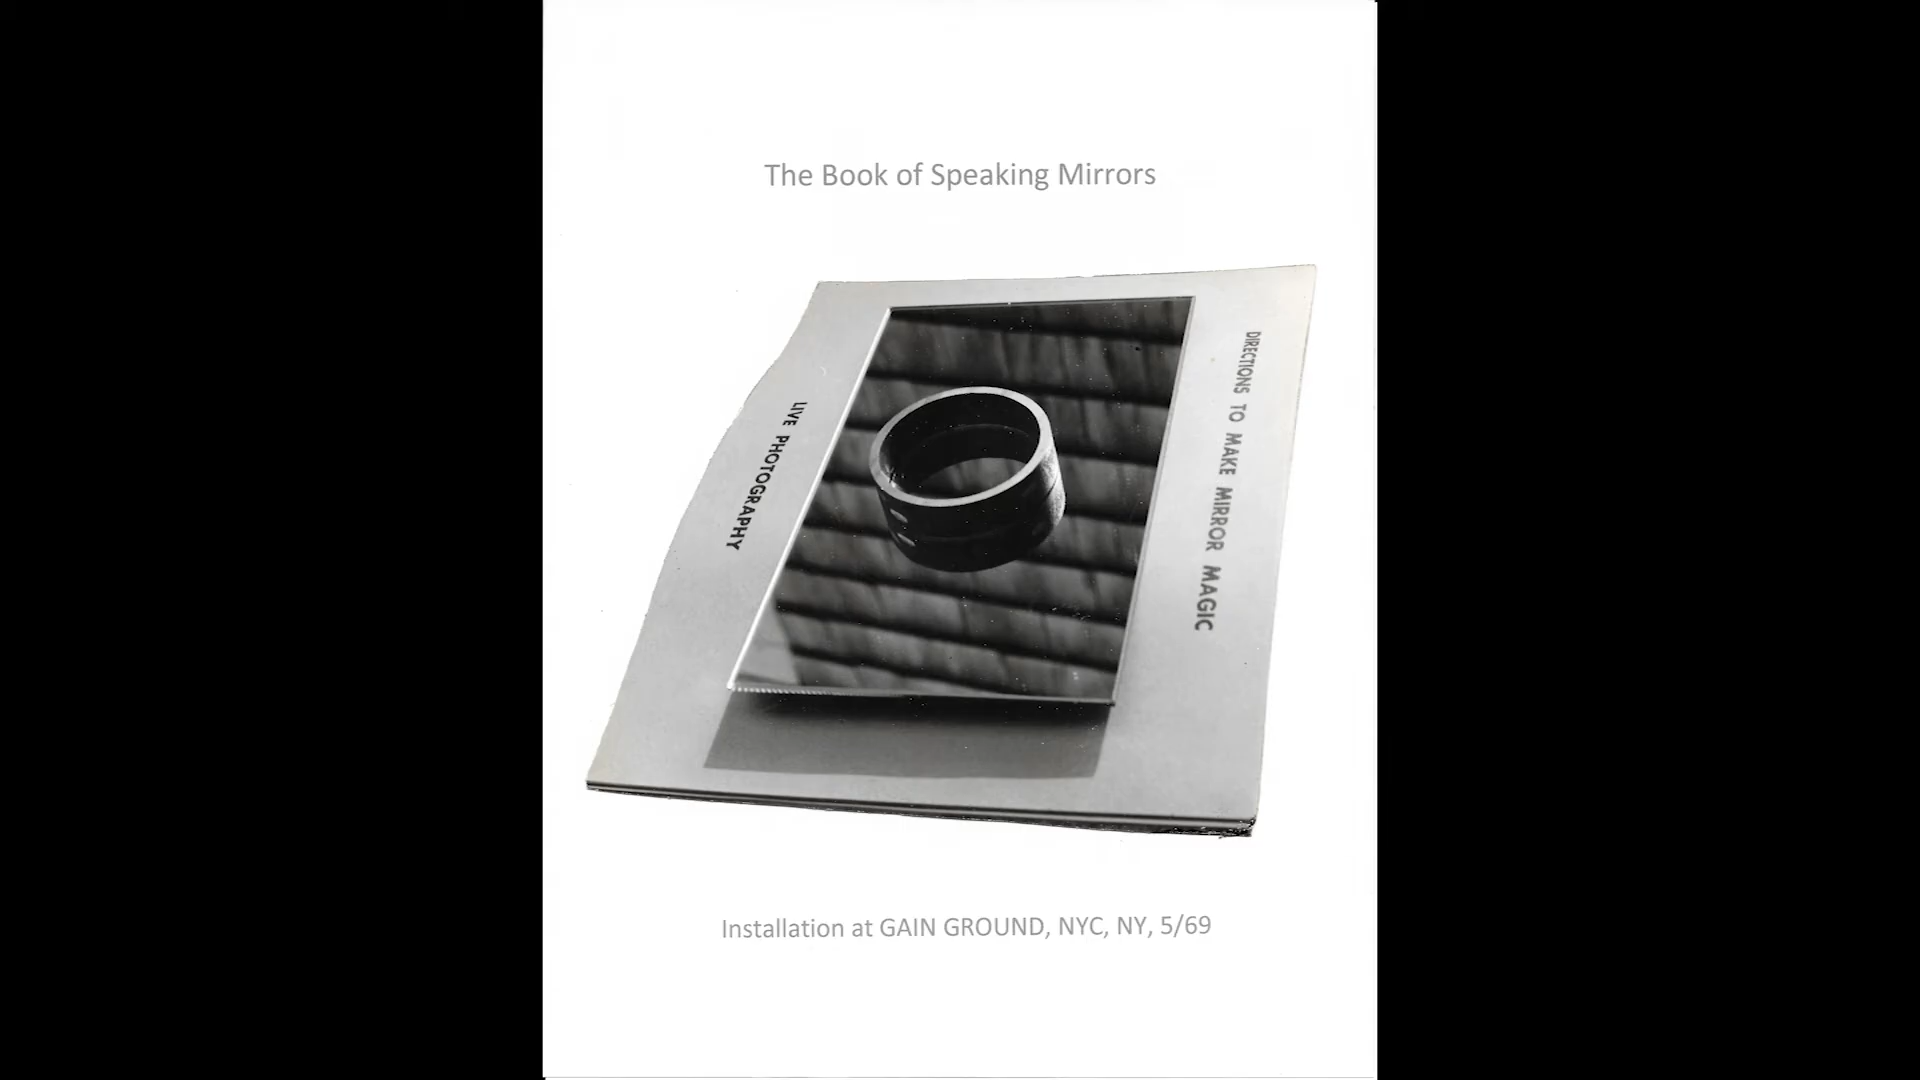 The Book of Speaking Mirrors
LIVE PHOTOGRAPHY
DIRECTIONS TO MAKE MIRROR MAGIC
Installation at GAIN GROUND, NYC, NY, 5/69